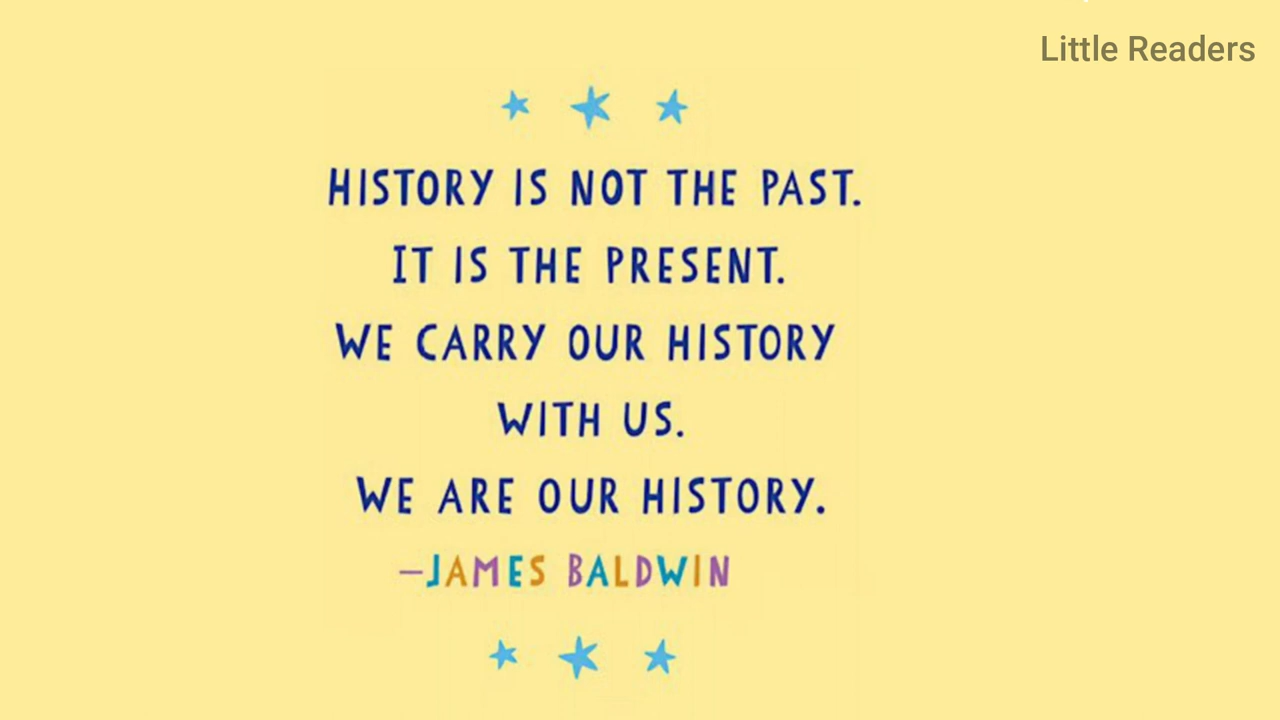 Little Readers
HISTORY IS NOT THE PAST.
IT IS THE PRESENT.
WE CARRY OUR HISTORY
WITH US.
WE ARE OUR HISTORY.
—JAMES BALDWIN